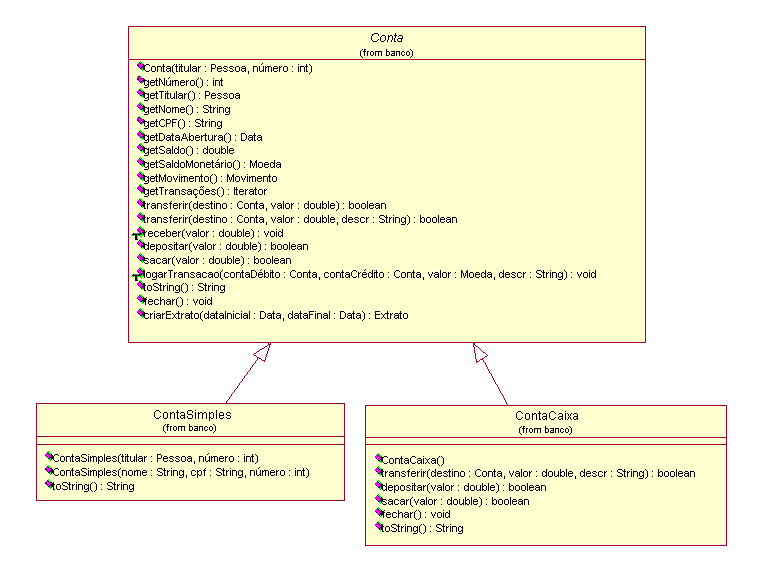 Conta
(from banco)
Conta(titular : Pessoa, número : int)
getNúmero() : int
getTitular() : Pessoa
getNome() : String
getCPF() : String
getDataAbertura() : Data
getSaldo() : double
getSaldoMonetário() : Moeda
getMovimento() : Movimento
getTransações() : Iterator
transferir(destino : Conta, valor : double) : boolean
transferir(destino : Conta, valor : double, descr : String) : boolean
receber(valor : double) : void
depositar(valor : double) : boolean
sacar(valor : double) : boolean
logarTransacao(contaDébito : Conta, contaCrédito : Conta, valor : Moeda, descr : String) : void
toString() : String
fechar() : void
criarExtrato(dataInicial : Data, dataFinal : Data) : Extrato
ContaSimples
(from banco)
ContaSimples(titular : Pessoa, número : int)
ContaSimples(nome : String, cpf : String, número : int)
toString() : String
ContaCaixa
(from banco)
ContaCaixa()
transferir(destino : Conta, valor : double, descr : String) : boolean
depositar(valor : double) : boolean
sacar(valor : double) : boolean
fechar() : void
toString() : String